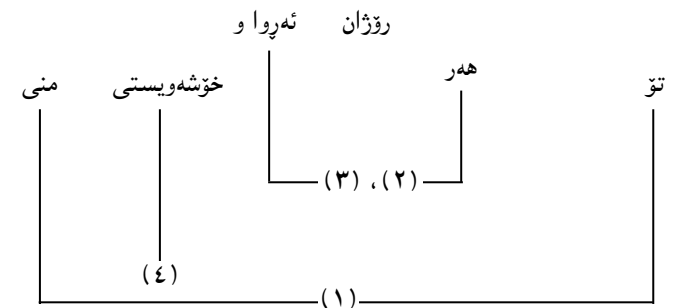 ڕۆژان ئەڕوا و
هەر
تۆ
خۆشەویستی
منی
(٢)، (٣)
(٤)
(١)